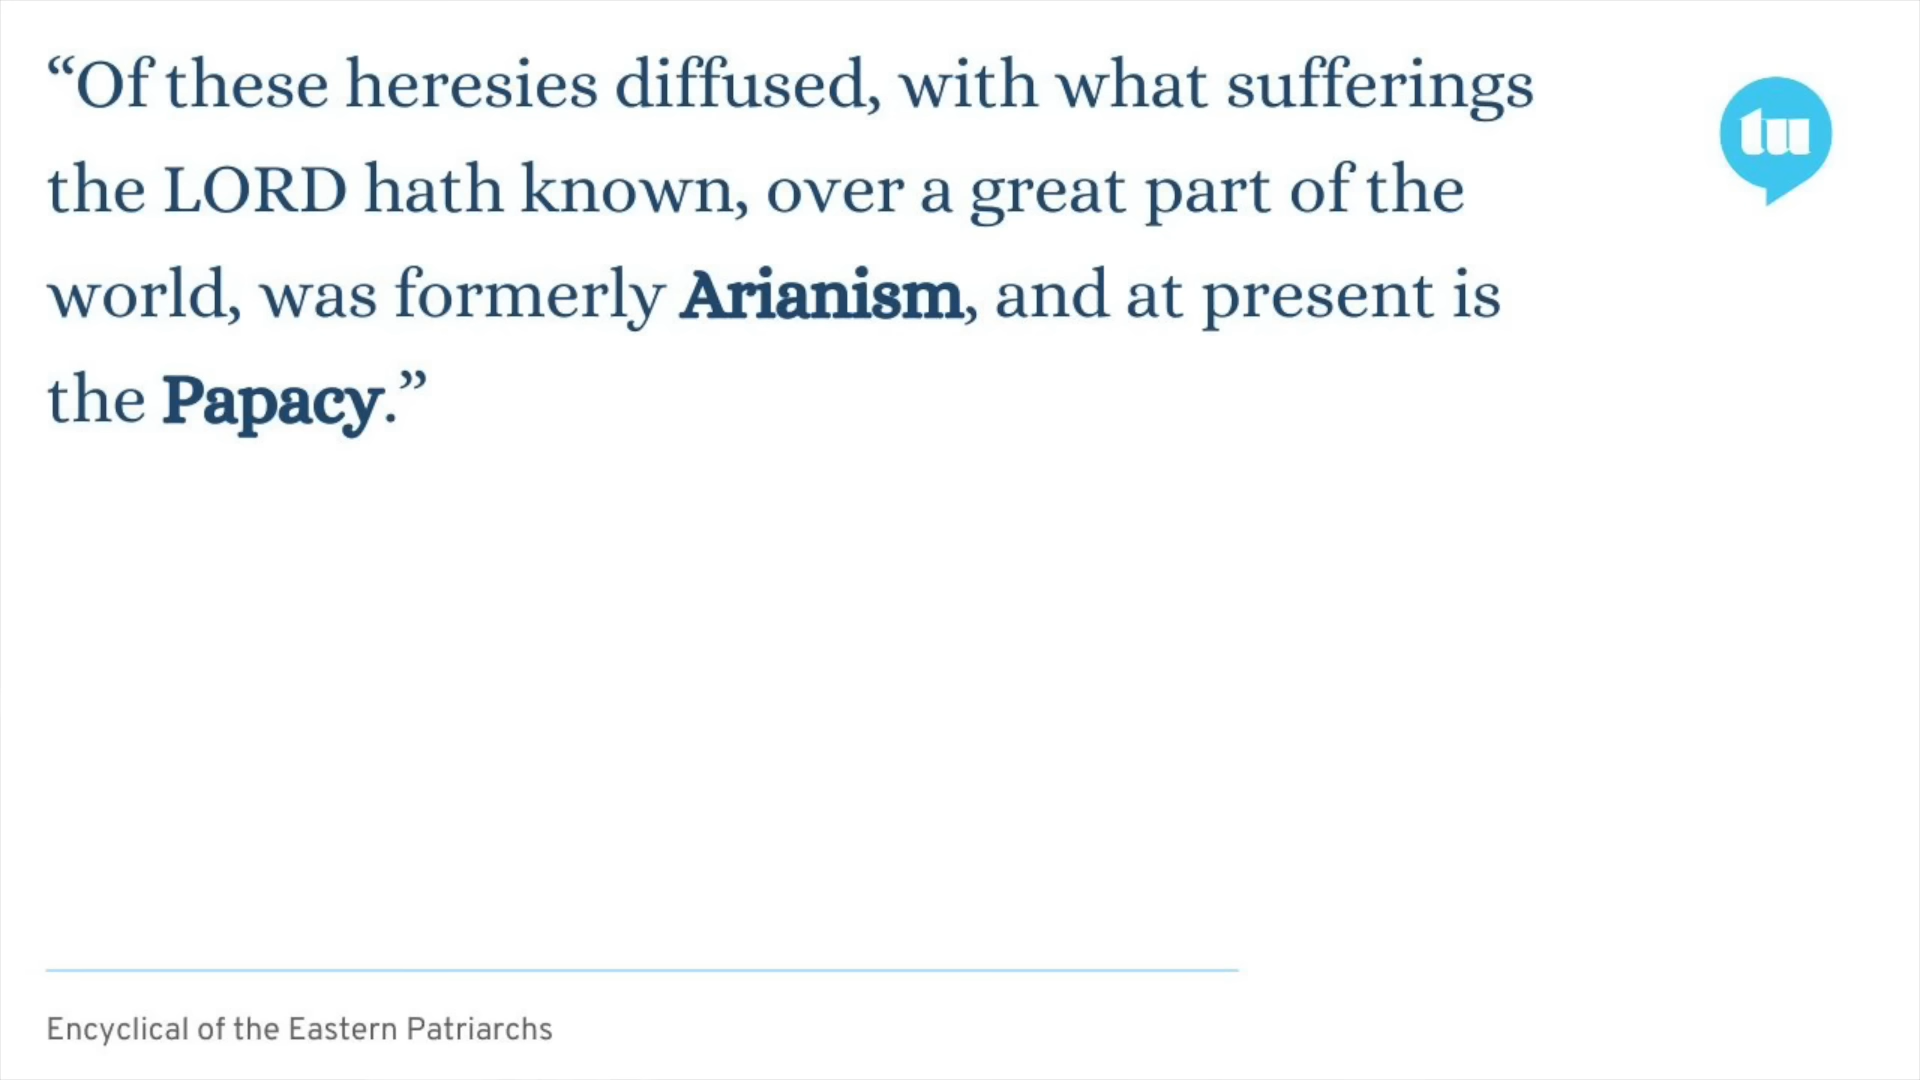 “Of these heresies diffused, with what sufferings
the LORD hath known, over a great part of the
world, was formerly Arianism, and at present is
the Papacy.”
tu
Encyclical of the Eastern Patriarchs